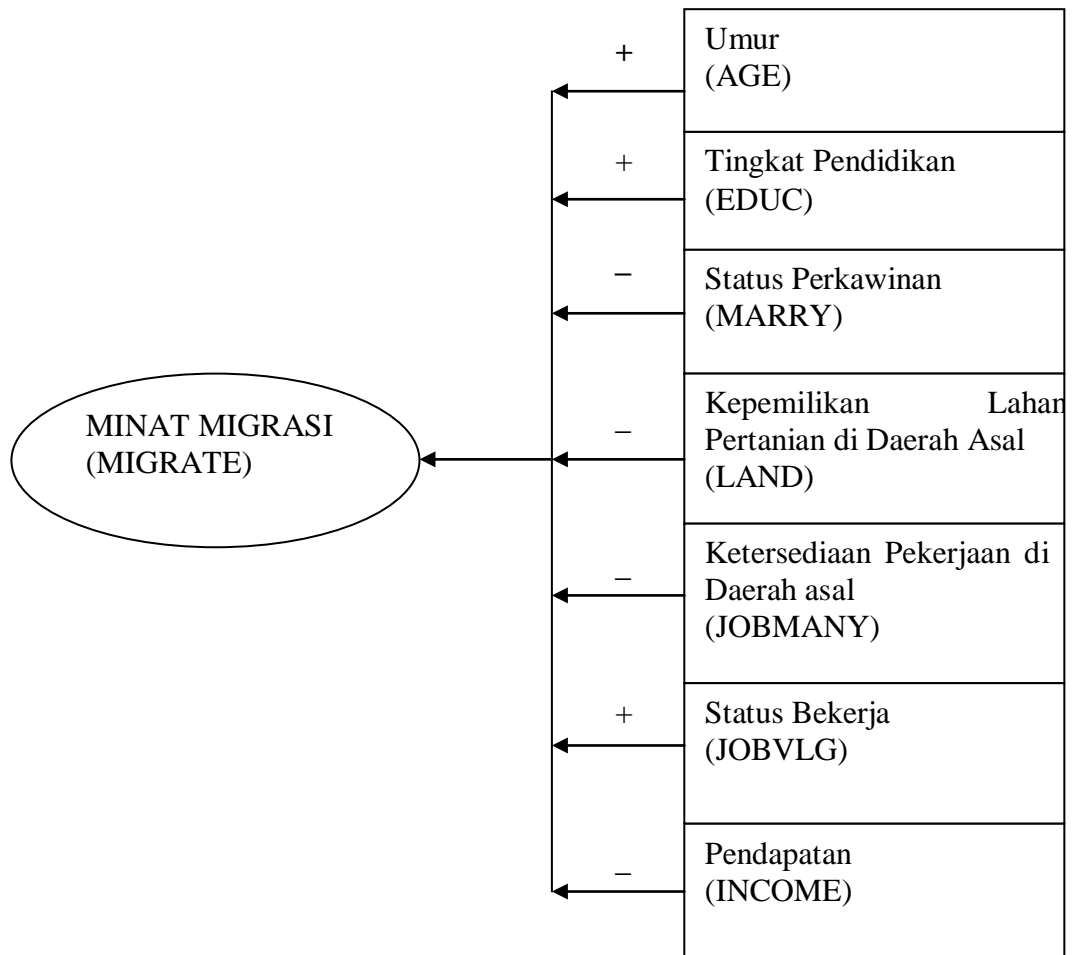 +
Umur
(AGE)
+
Tingkat Pendidikan
(EDUC)
–
Status Perkawinan
(MARRY)
–
Kepemilikan Lahan
Pertanian di Daerah Asal
(LAND)
MINAT MIGRASI
(MIGRATE)
–
Ketersediaan Pekerjaan di
Daerah asal
(JOBMANY)
+
Status Bekerja
(JOBVLG)
–
Pendapatan
(INCOME)